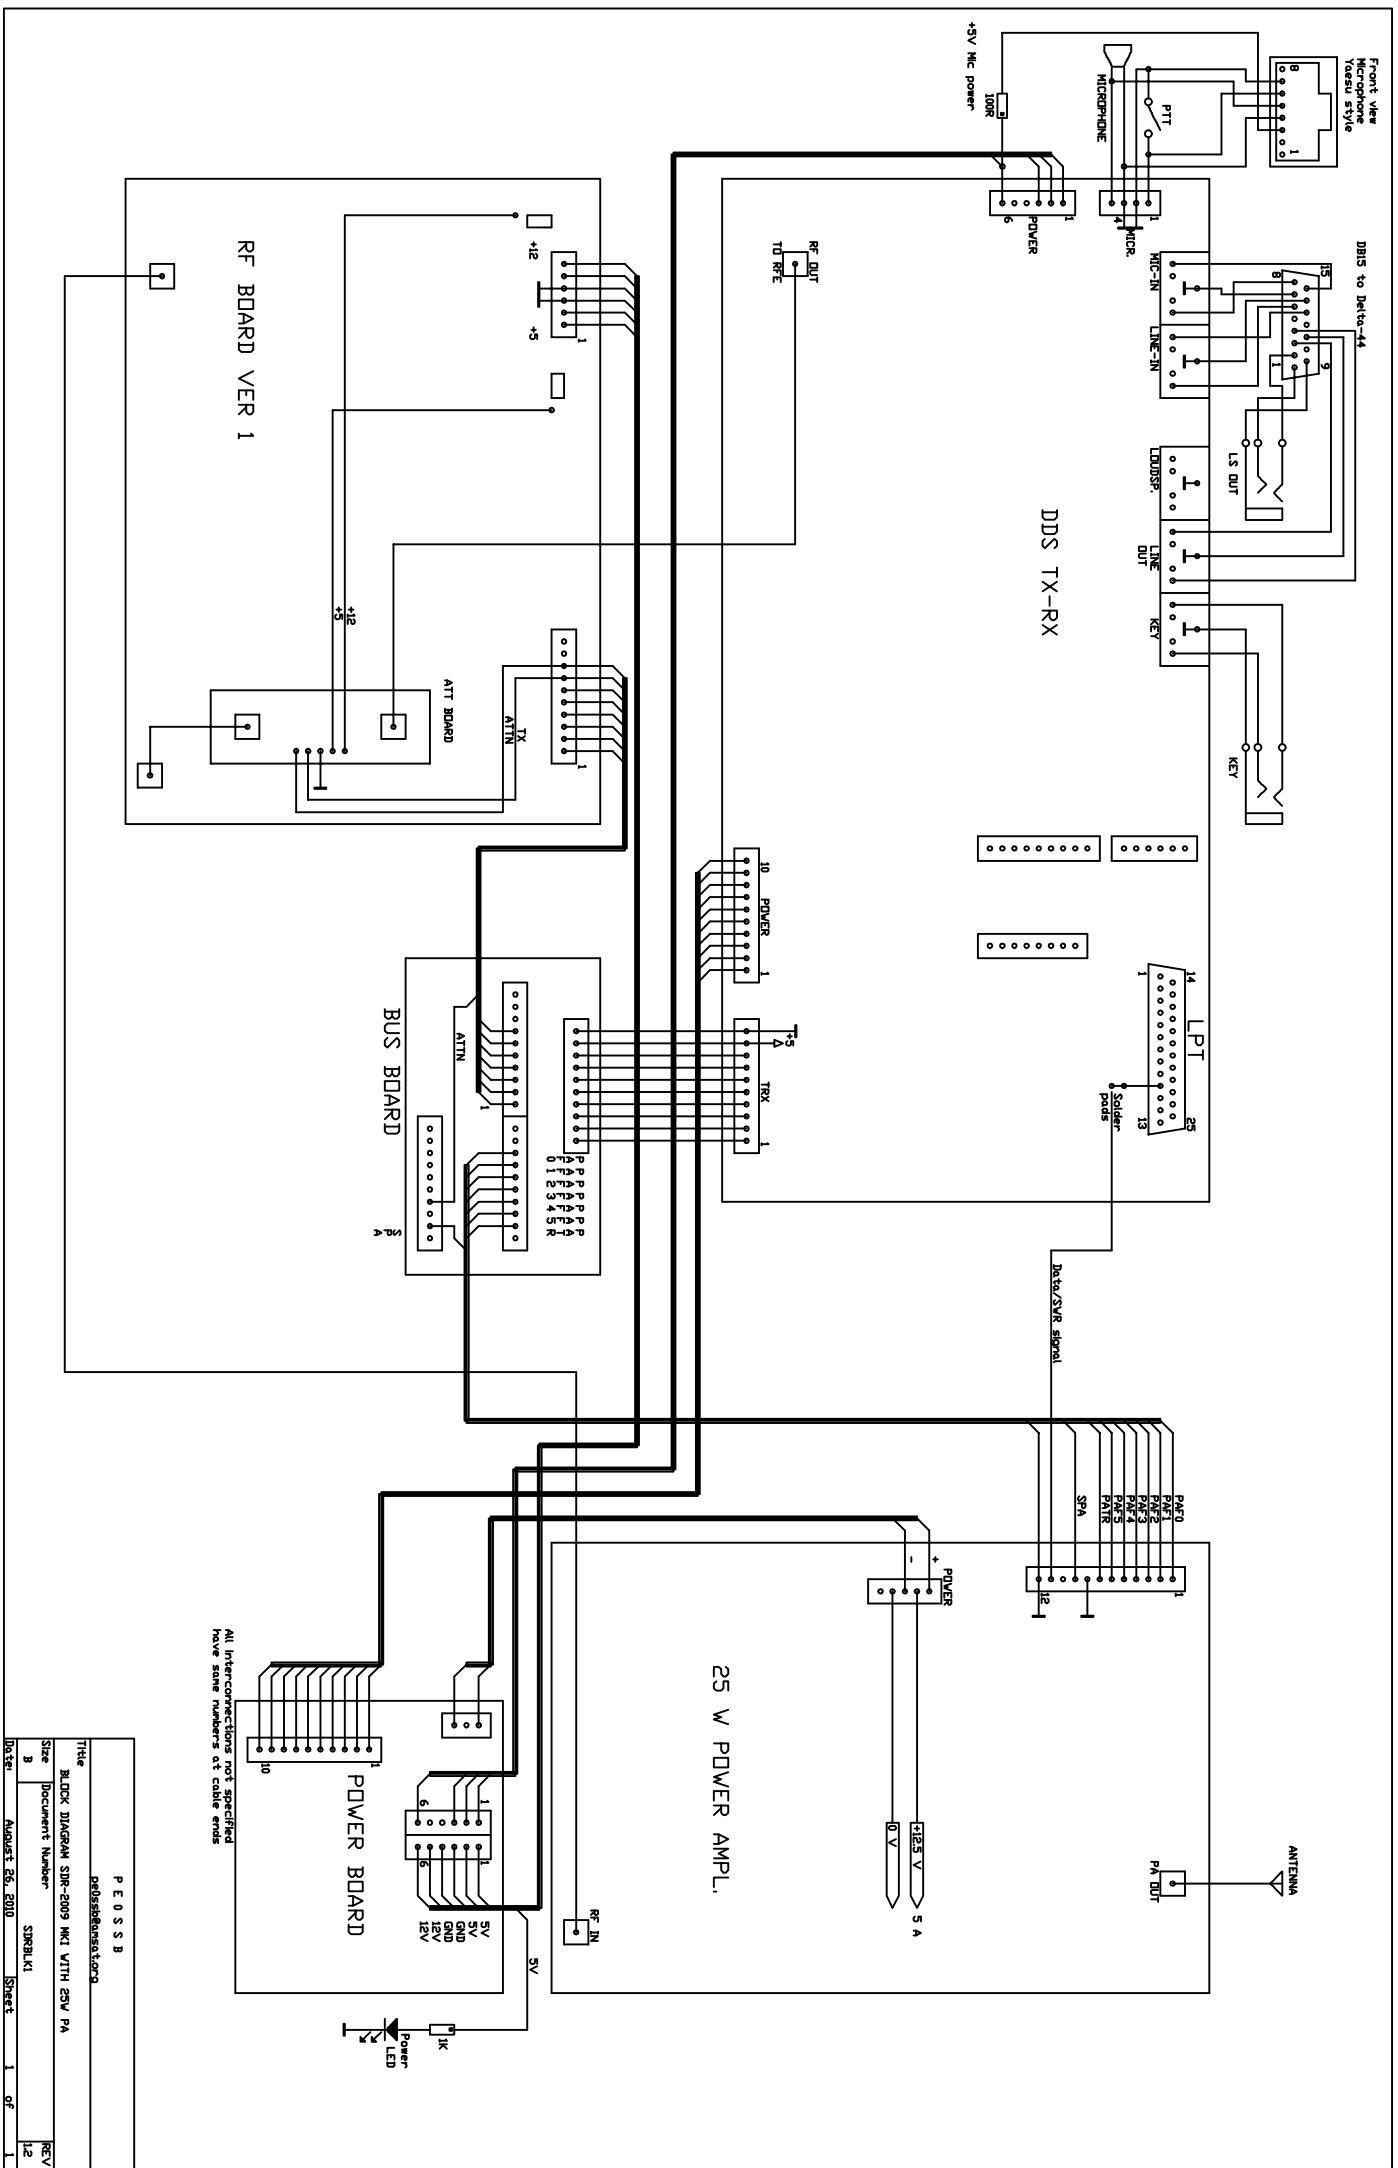 Front view
Microphone
Yaesu style
8
1
+5V Mic power
100R
MICROPHONE
PTT
DB15 to Delta-44
15
8
9
1
LS OUT
KEY
1
4
MICR.
1
6
POWER
MIC-IN
LINE-IN
LOUDSP.
LINE
OUT
KEY
RF OUT
TO RFE
DDS TX-RX
10
POWER
1
+5
TRX
1
LPT
14
1
25
13
Solder
pads
Data/SWR signal
RF BOARD VER 1
+12
+5
1
+12
+5
ATT BOARD
TX
ATTN
1
BUS BOARD
ATTN
1
PAF0
PAF1
PAF2
PAF3
PAF4
PAF5
PATR
SPA
PAF0
PAF1
PAF2
PAF3
PAF4
PAF5
PATR
SPA
1
12
POWER
+
-
25 W POWER AMPL.
+12.5 V
0 V
5 A
PA OUT
ANTENNA
RF IN
All interconnections not specified
have same numbers at cable ends
POWER BOARD
1
10
1
6
1
6
5V
5V
GND
GND
12V
12V
5V
1K
Power
LED
P E 0 S S B
pe0ssb@amsat.org
Title
BLOCK DIAGRAM SDR-2009 MKI WITH 25W PA
Size
Document Number
REV
B
SDRBLK1
1.2
Date: August 26, 2010
Sheet 1 of 1